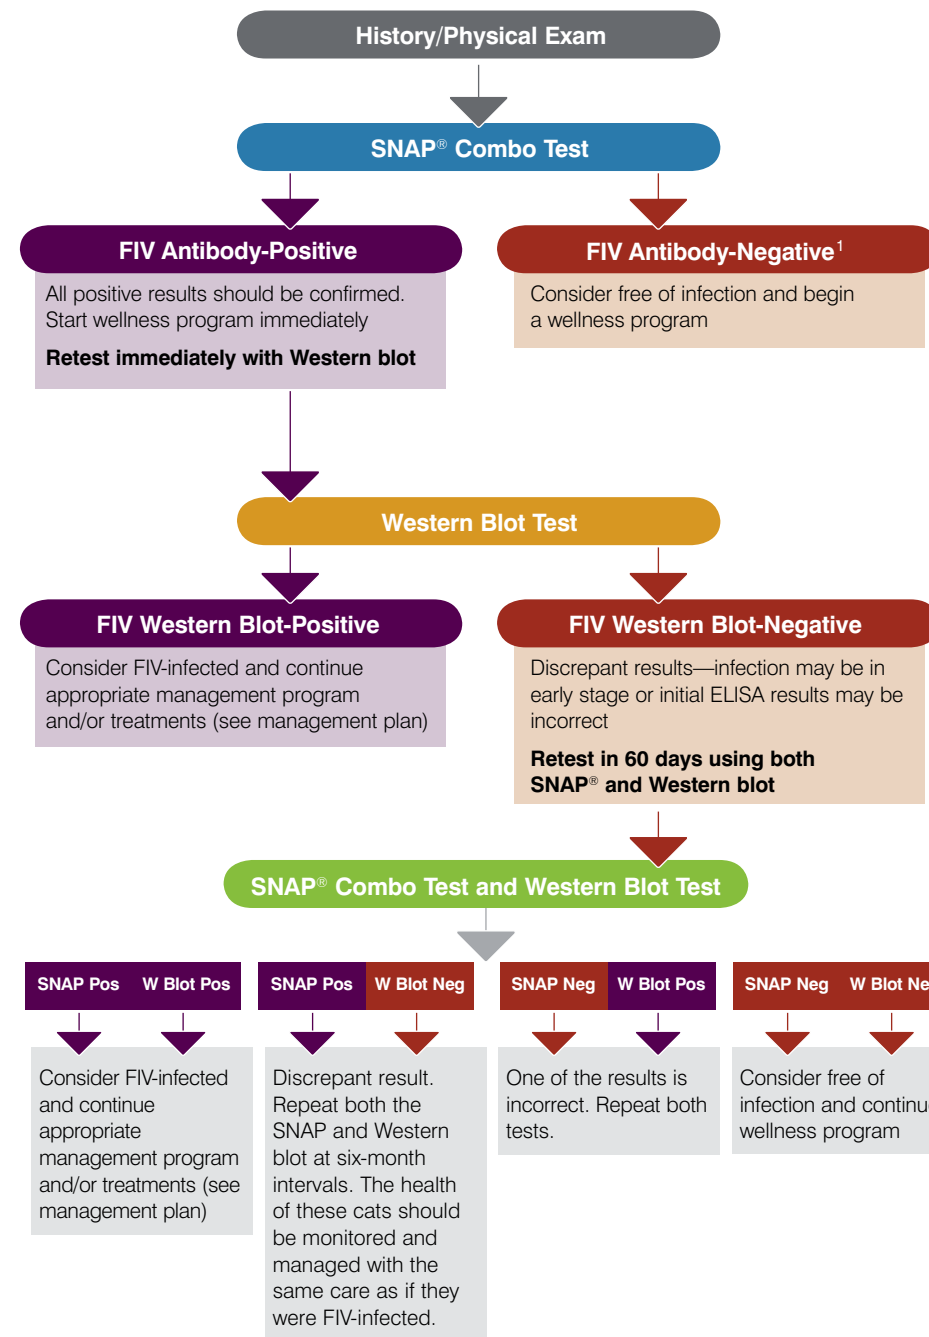 History/Physical Exam
SNAP® Combo Test
FIV Antibody-Positive
All positive results should be confirmed.
Start wellness program immediately
Retest immediately with Western blot
FIV Antibody-Negative1
Consider free of infection and begin
a wellness program
Western Blot Test
FIV Western Blot-Positive
Consider FIV-infected and continue
appropriate management program
and/or treatments (see management plan)
FIV Western Blot-Negative
Discrepant results—infection may be in
early stage or initial ELISA results may be
incorrect
Retest in 60 days using both
SNAP® and Western blot
SNAP® Combo Test and Western Blot Test
SNAP Pos W Blot Pos
Consider FIV-infected
and continue
appropriate
management program
and/or treatments (see
management plan)
SNAP Pos W Blot Neg
Discrepant result.
Repeat both the
SNAP and Western
blot at six-month
intervals. The health
of these cats should
be monitored and
managed with the
same care as if they
were FIV-infected.
SNAP Neg W Blot Pos
One of the results is
incorrect. Repeat both
tests.
SNAP Neg W Blot Ne
Consider free of
infection and continu
wellness program